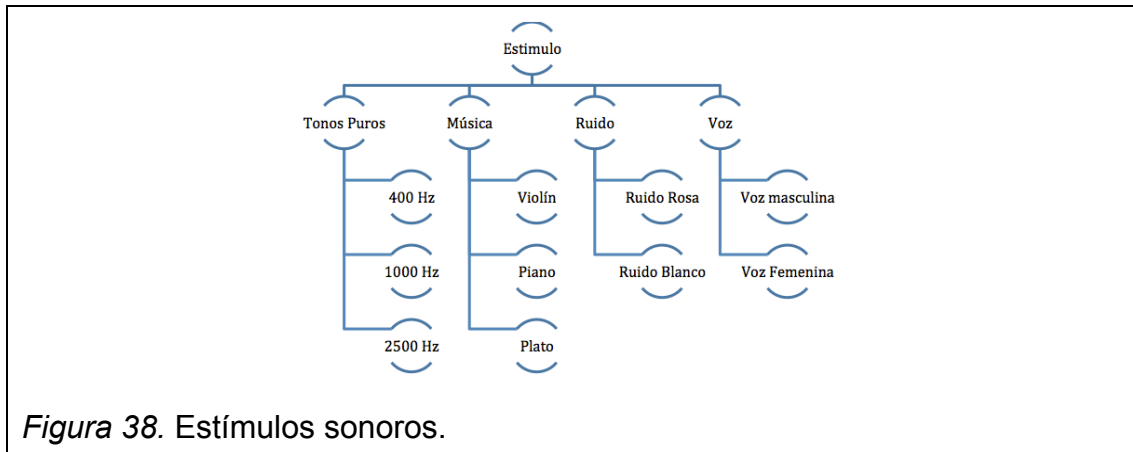 Estimulo
Tonos Puros Música Ruido Voz
400 Hz Violín Ruido Rosa Voz masculina
1000 Hz Piano Ruido Blanco Voz Femenina
2500 Hz Plato
Figura 38. Estímulos sonoros.